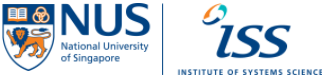 NUS
National University
of Singapore
iss
INSTITUTE OF SYSTEMS SCIENCE